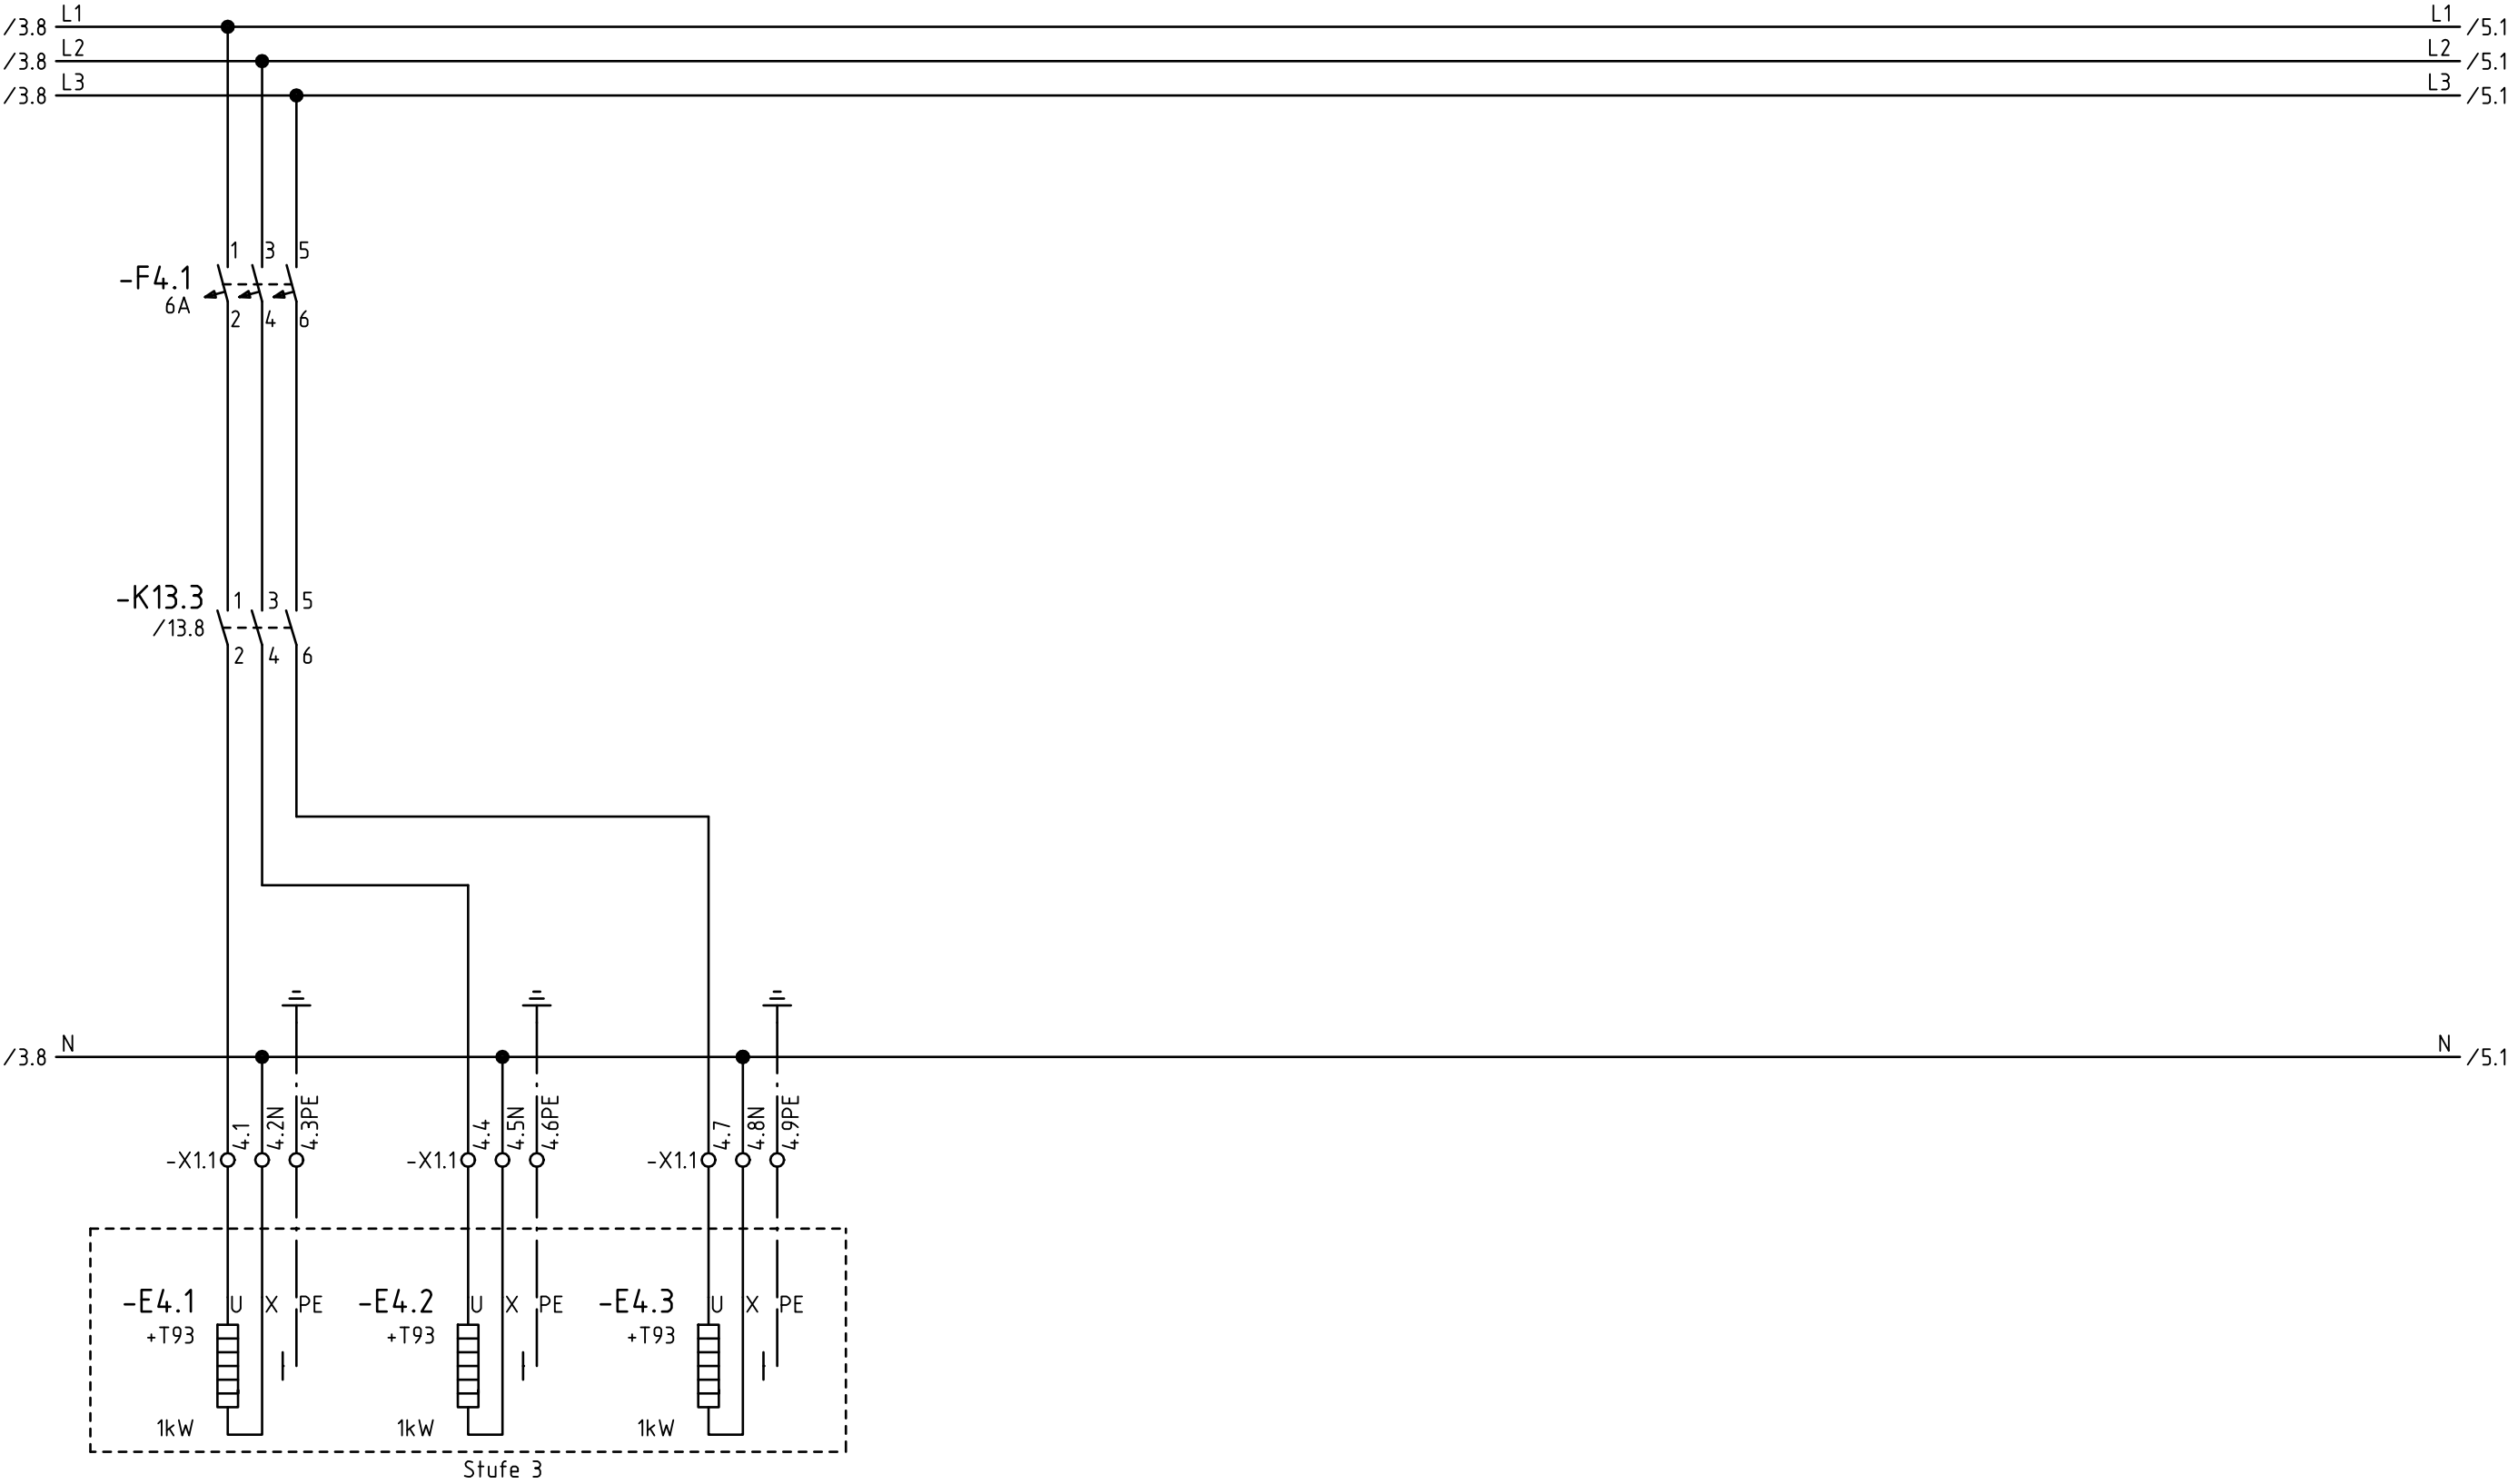 /3.8 L1 L1 /5.1
/3.8 L2 L2 /5.1
/3.8 L3 L3 /5.1
1 3 5
-F4.1
6A
2 4 6
-K13.3 1 3 5
/13.8
2 4 6
/3.8 N N /5.1
4.1 4.2N 4.3PE 4.4 4.5N 4.6PE 4.7 4.8N 4.9PE
-X1.1 -X1.1 -X1.1
-E4.1 U X PE -E4.2 U X PE -E4.3 U X PE
+T93 +T93 +T93
1kW 1kW 1kW
Stufe 3